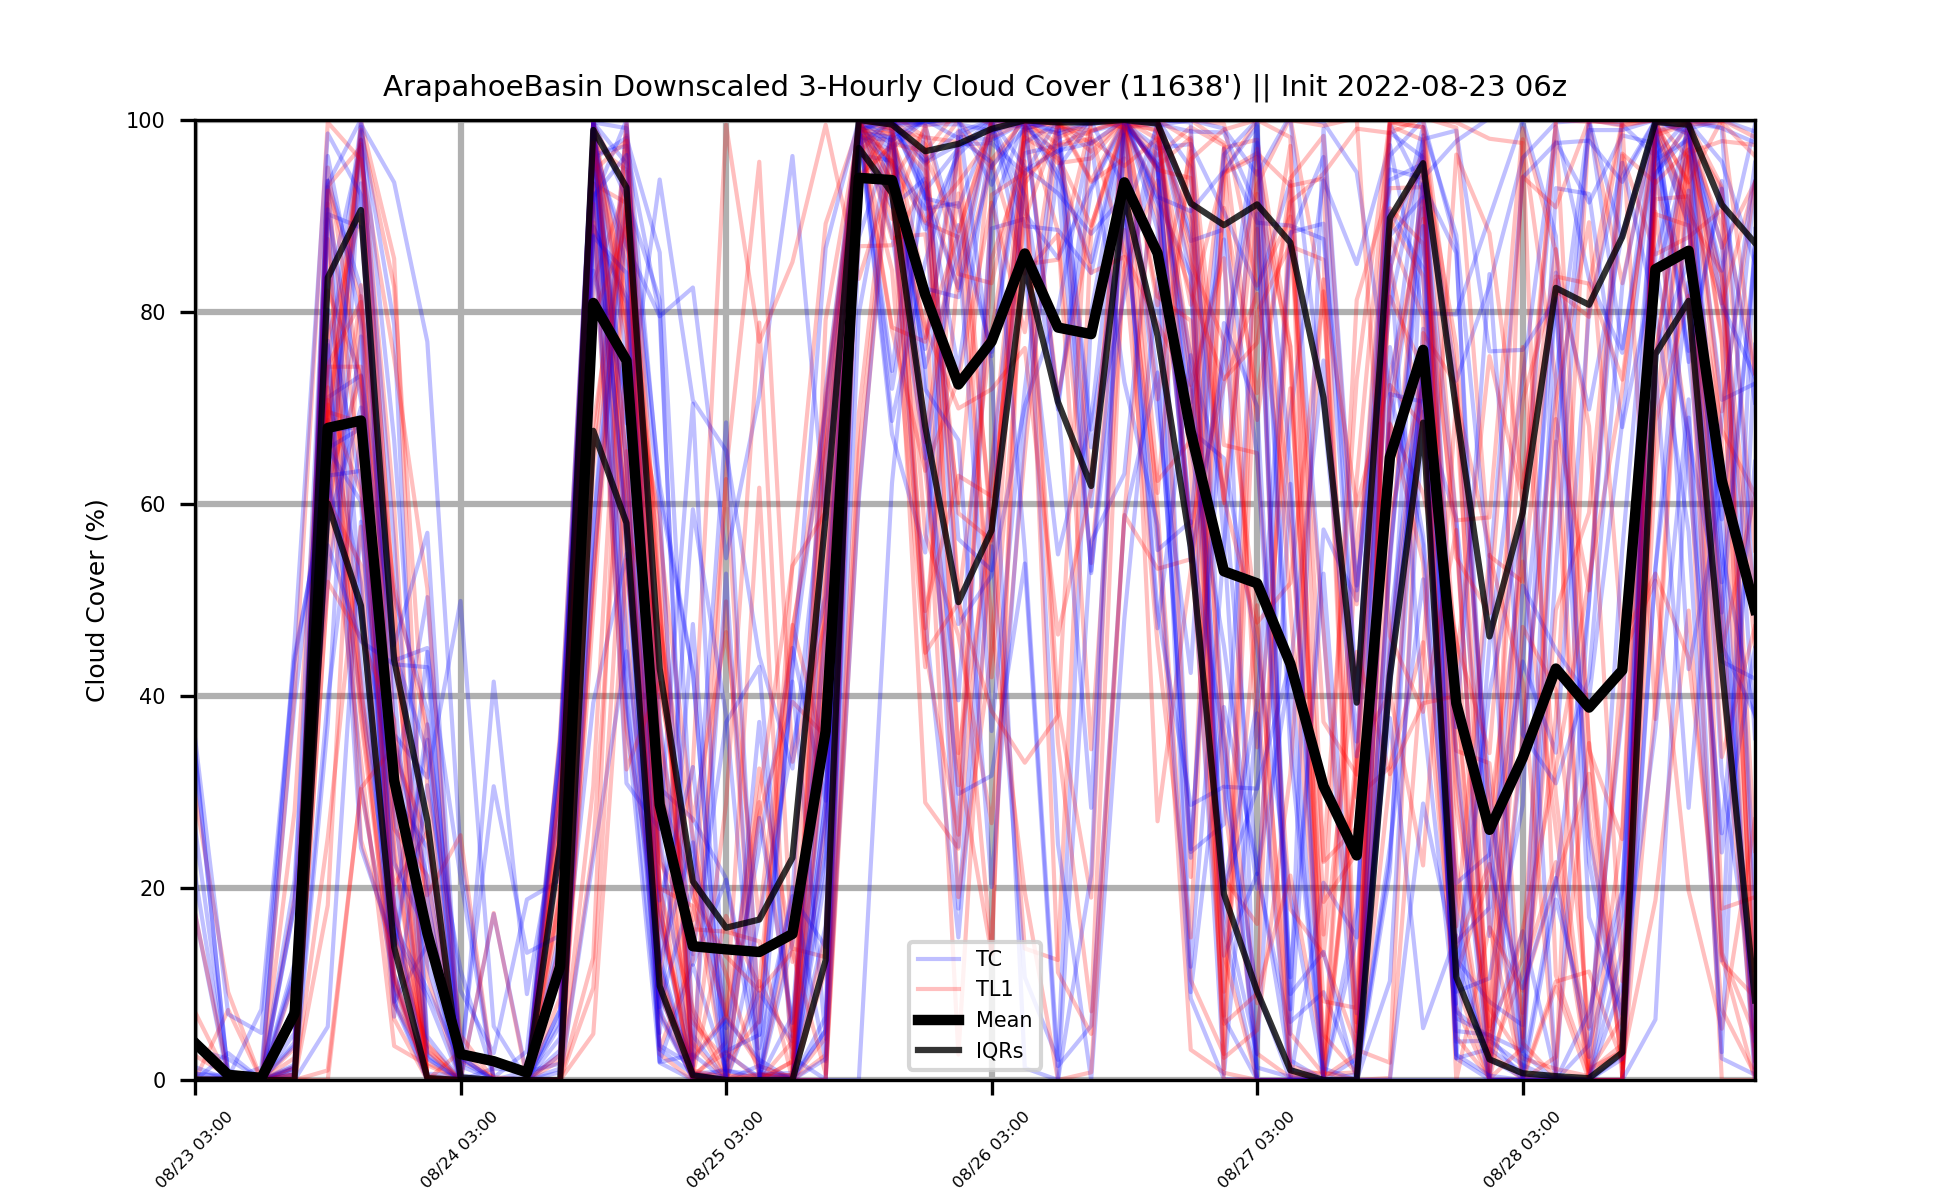 ArapahoeBasin Downscaled 3-Hourly Cloud Cover (11638') || Init 2022-08-23 06z
Cloud Cover (%)
100
80
60
40
20
0
TC
TL1
Mean
IQRs
08/23 03:00
08/24 03:00
08/25 03:00
08/26 03:00
08/27 03:00
08/28 03:00